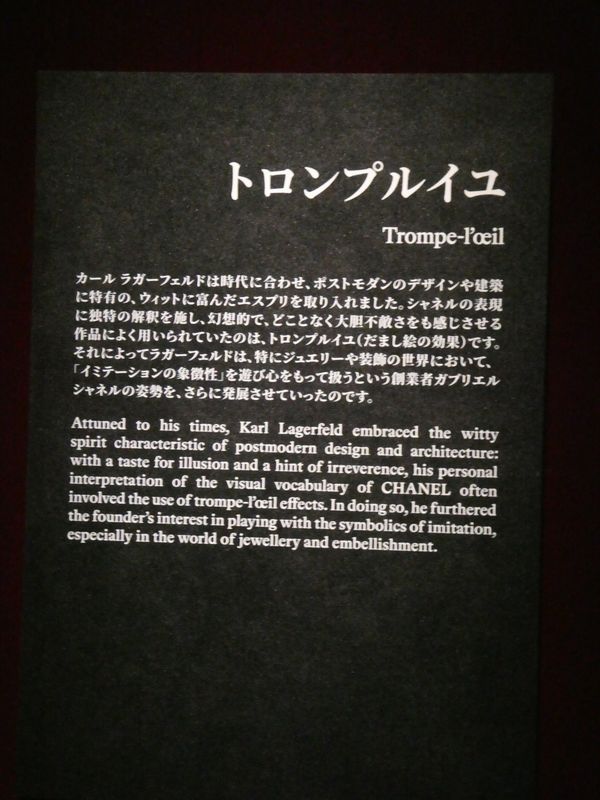 トロンプルイユ
Trompe-l'œil
カール ラガーフェルドは時代に合わせ、ポストモダンのデザインや建築
に特有の、ウィットに富んだエスプリを取り入れました。シャネルの表現
に独特の解釈を施し、幻想的で、どことなく大胆不敵さをも感じさせる
作品によく用いられていたのは、トロンプルイユ(だまし絵の効果)です。
それによってラガーフェルドは、特にジュエリーや装飾の世界において、
「イミテーションの象徴性」を遊び心をもって扱うという創業者ガブリエル
シャネルの姿勢を、さらに発展させていったのです。
Attuned to his times, Karl Lagerfeld embraced the witty
spirit characteristic of postmodern design and architecture:
with a taste for illusion and a hint of irreverence, his personal
interpretation of the visual vocabulary of CHANEL often
involved the use of trompe-l'œil effects. In doing so, he furthered
the founder's interest in playing with the symbolics of imitation,
especially in the world of jewellery and embellishment.